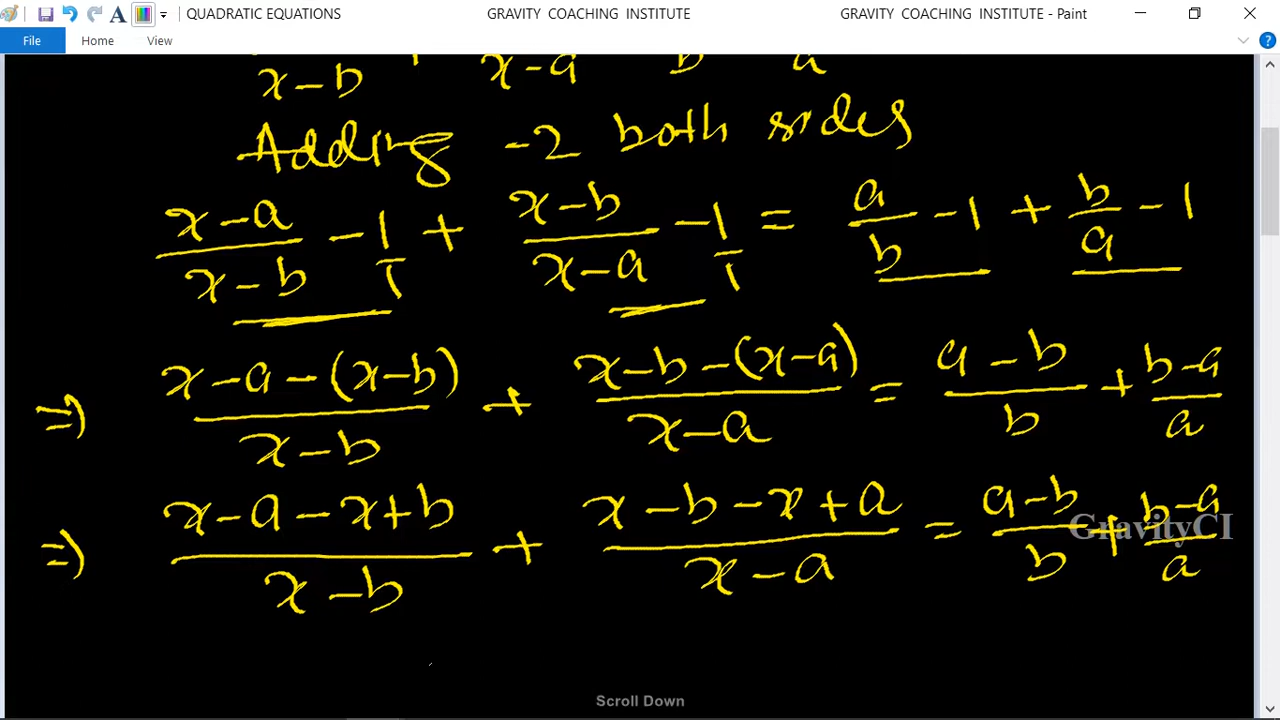 QUADRATIC EQUATIONS GRAVITY COACHING INSTITUTE GRAVITY COACHING INSTITUTE - Paint
File Home View
x-b + x-a b a
Adding -2 both sides
(x-a)/(x-b) - 1/1 + (x-b)/(x-a) - 1/1 = a/b - 1 + b/a - 1
=> (x-a-(x-b))/(x-b) + (x-b-(x-a))/(x-a) = (a-b)/b + (b-a)/a
=> (x-a-x+b)/(x-b) + (x-b-x+a)/(x-a) = (a-b)/b + (b-a)/a
GravityCI
Scroll Down